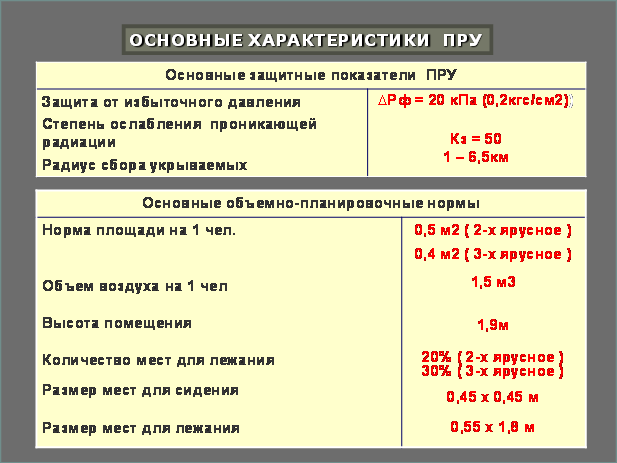 ОСНОВНЫЕ ХАРАКТЕРИСТИКИ ПРУ
Основные защитные показатели ПРУ
Защита от избыточного давления
∆Рф = 20 кПа (0,2кгс/см2);
Степень ослабления проникающей
радиации
Кз = 50
Радиус сбора укрываемых
1 – 6,5км
Основные объемно-планировочные нормы
Норма площади на 1 чел.
0,5 м2 ( 2-х ярусное )
0,4 м2 ( 3-х ярусное )
Объем воздуха на 1 чел
1,5 м3
Высота помещения
1,9м
Количество мест для лежания
20% ( 2-х ярусное )
30% ( 3-х ярусное )
Размер мест для сидения
0,45 х 0,45 м
Размер мест для лежания
0,55 х 1,8 м